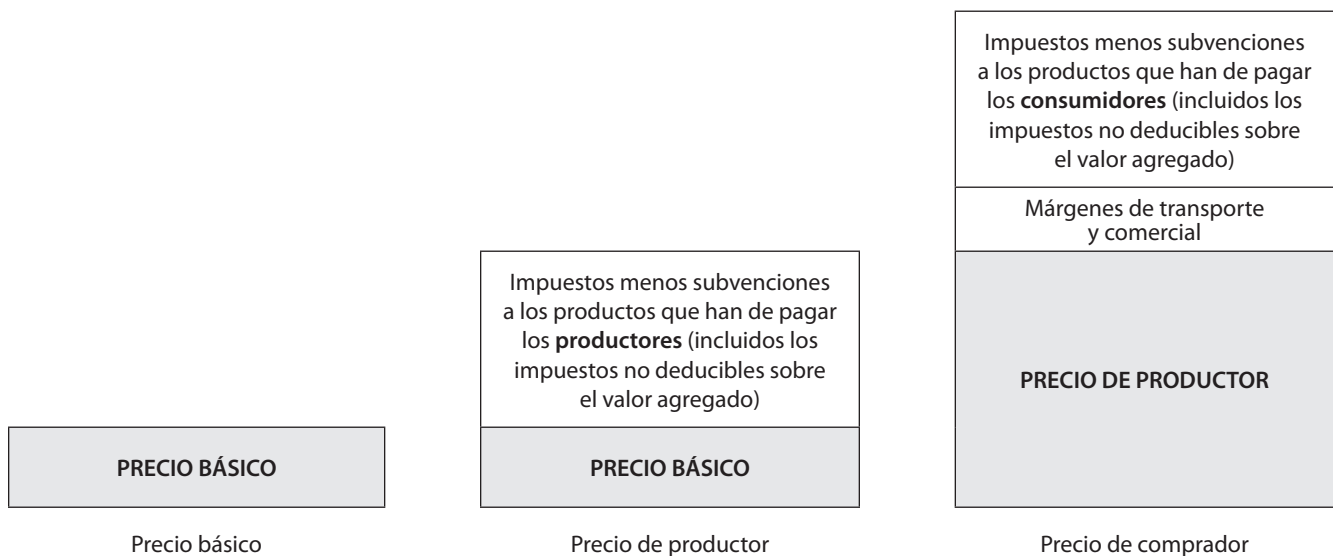 PRECIO BÁSICO
Precio básico
Impuestos menos subvenciones
a los productos que han de pagar
los productores (incluidos los
impuestos no deducibles sobre
el valor agregado)
PRECIO BÁSICO
Precio de productor
Impuestos menos subvenciones
a los productos que han de pagar
los consumidores (incluidos los
impuestos no deducibles sobre
el valor agregado)
Márgenes de transporte
y comercial
PRECIO DE PRODUCTOR
Precio de comprador